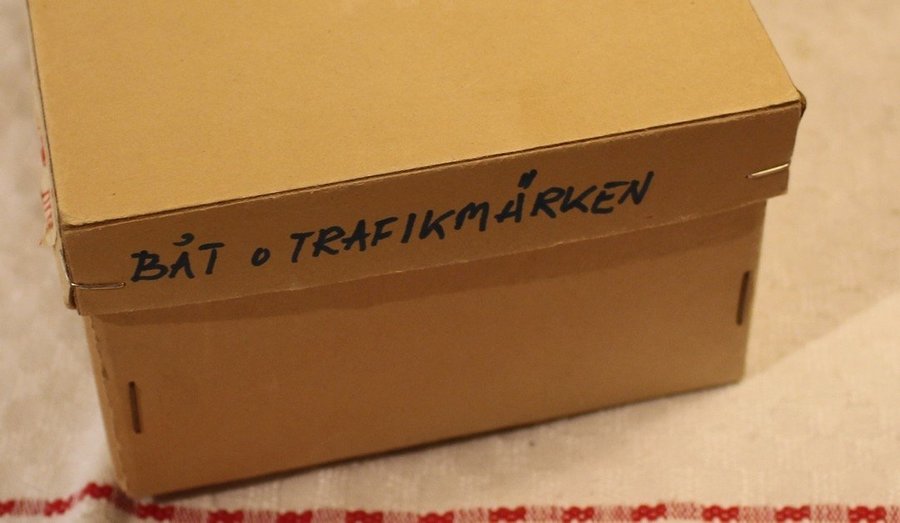 BÅT o TRAFIKMÄRKEN